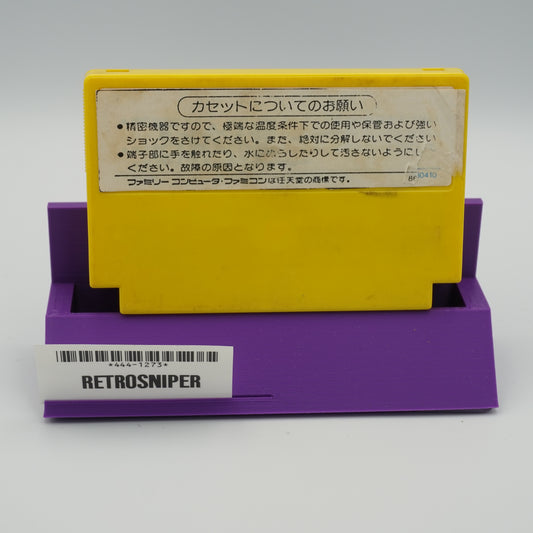 カセットについてのお願い
●精密機器ですので、極端な温度条件下での使用や保管および強い
ショックをさけてください。また、絶対に分解しないでください
●端子部に手を触れたり、水にぬらしたりして汚さないようにし
ください。故障の原因となります。
ファミリーコンピュータ・ファミコンは任天堂の商標です。
10410
*444-1273*
RETROSNIPER